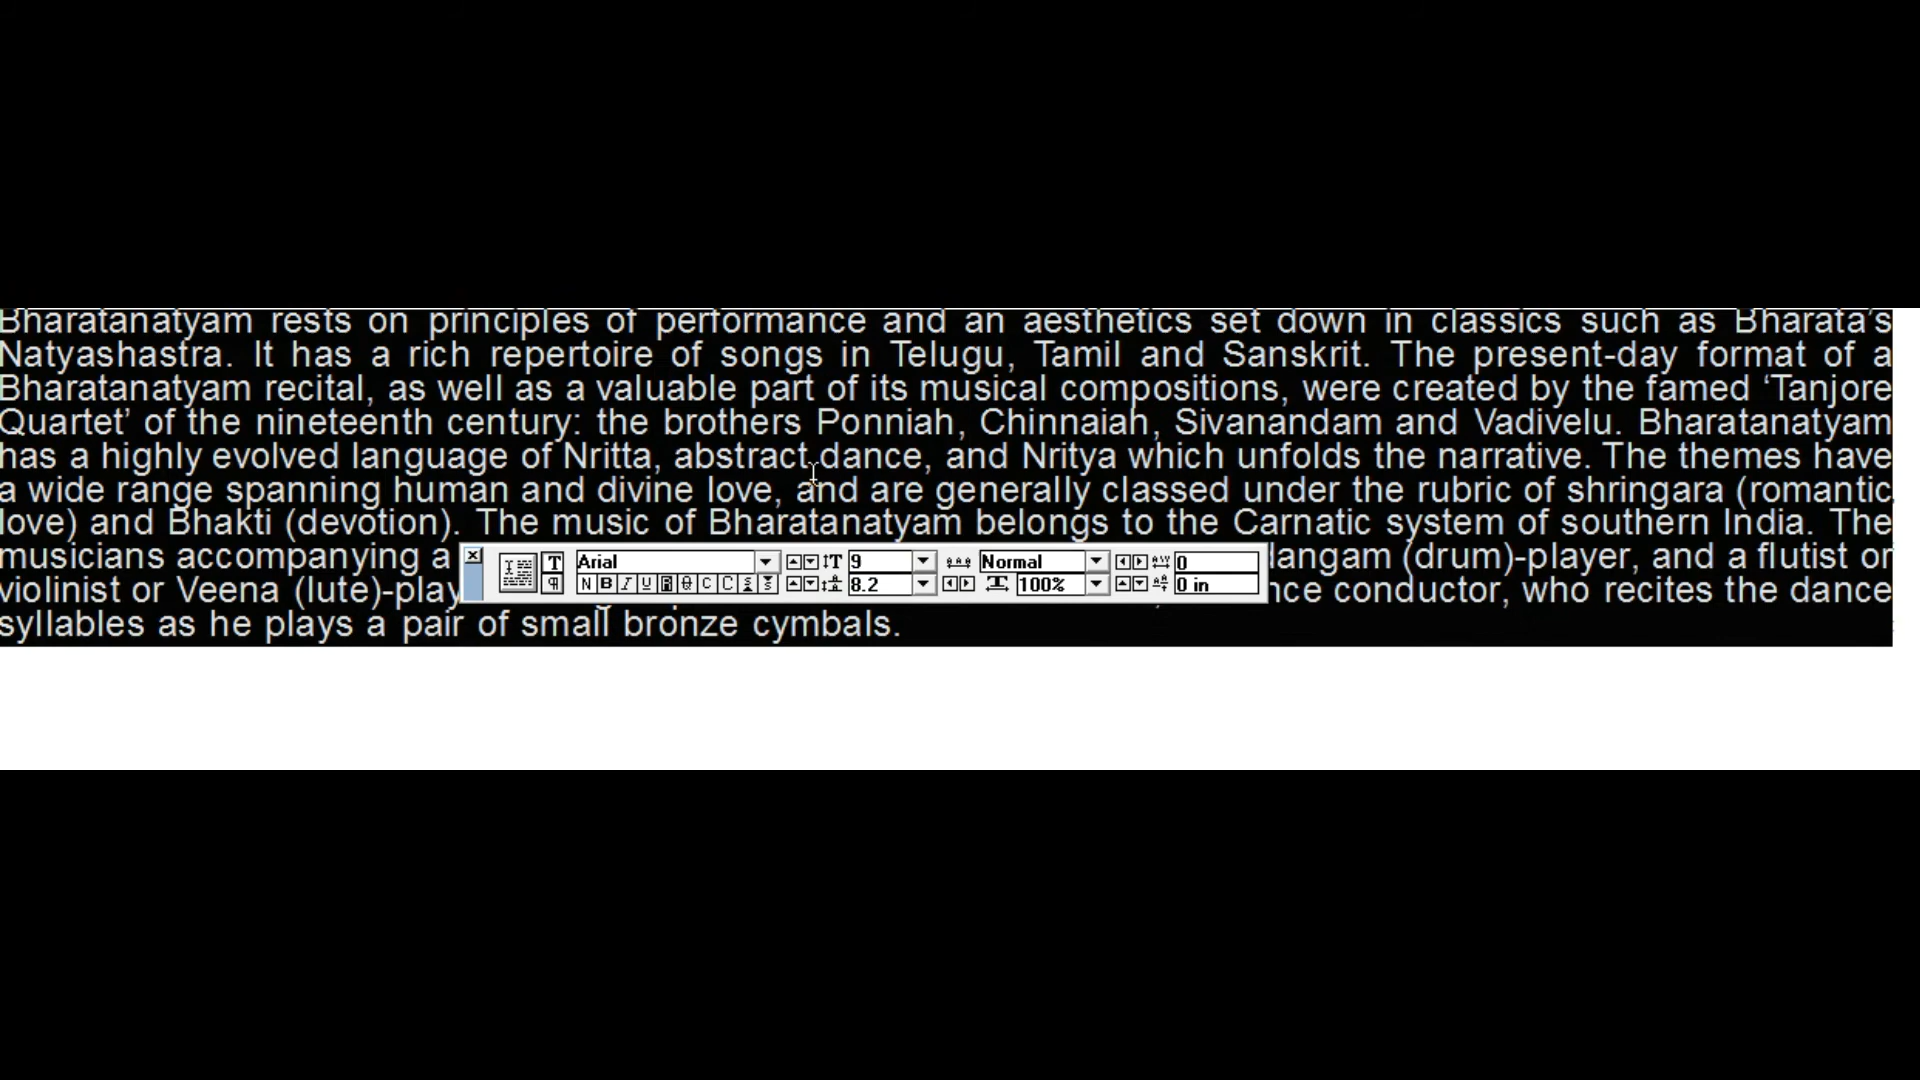 Bharatanatyam rests on principles of performance and an aesthetics set down in classics such as Bharata's
Natyashastra. It has a rich repertoire of songs in Telugu, Tamil and Sanskrit. The present-day format of a
Bharatanatyam recital, as well as a valuable part of its musical compositions, were created by the famed ‘Tanjore
Quartet’ of the nineteenth century: the brothers Ponniah, Chinnaiah, Sivanandam and Vadivelu. Bharatanatyam
has a highly evolved language of Nritta, abstract dance, and Nritya which unfolds the narrative. The themes have
a wide range spanning human and divine love, and are generally classed under the rubric of shringara (romantic
love) and Bhakti (devotion). The music of Bharatanatyam belongs to the Carnatic system of southern India. The
musicians accompanying a dangam (drum)-player, and a flutist or
violinist or Veena (lute)-play nce conductor, who recites the dance
syllables as he plays a pair of small bronze cymbals.
Arial 9 Normal 0
N B I U R C C 8.2 100% 0 in